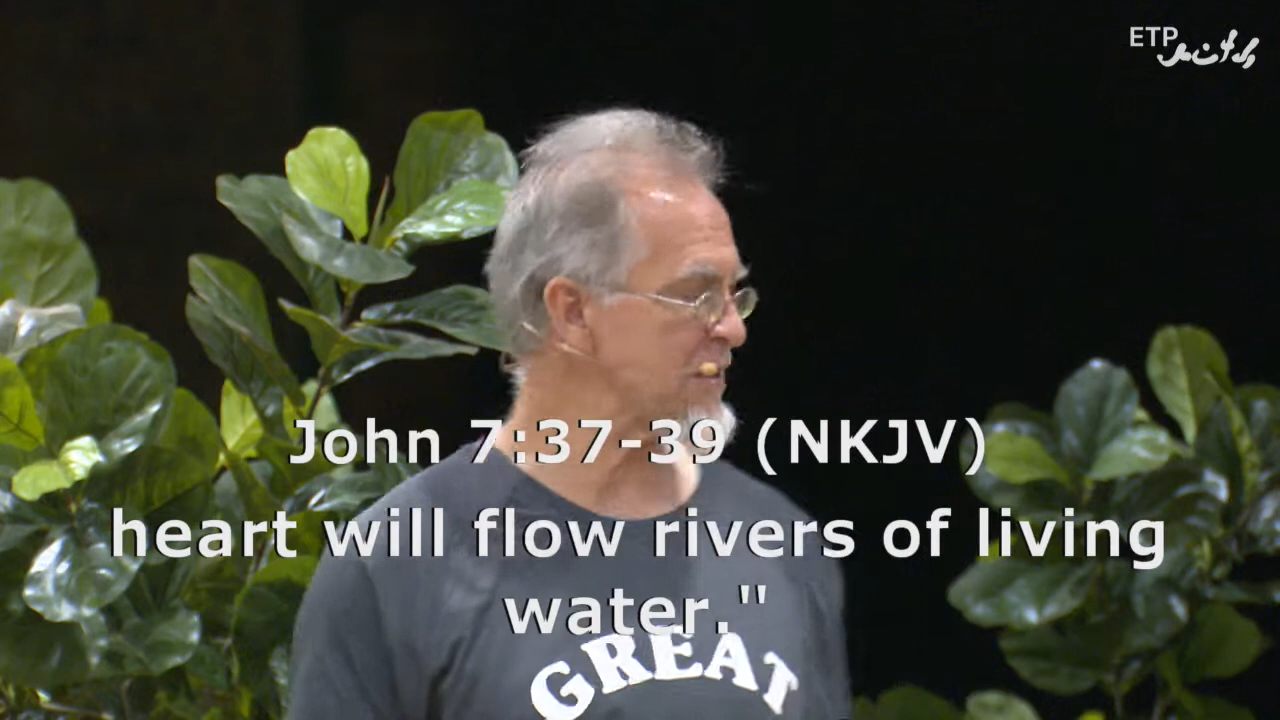 ETP
John 7:37-39 (NKJV)
heart will flow rivers of living
water."
GREAT